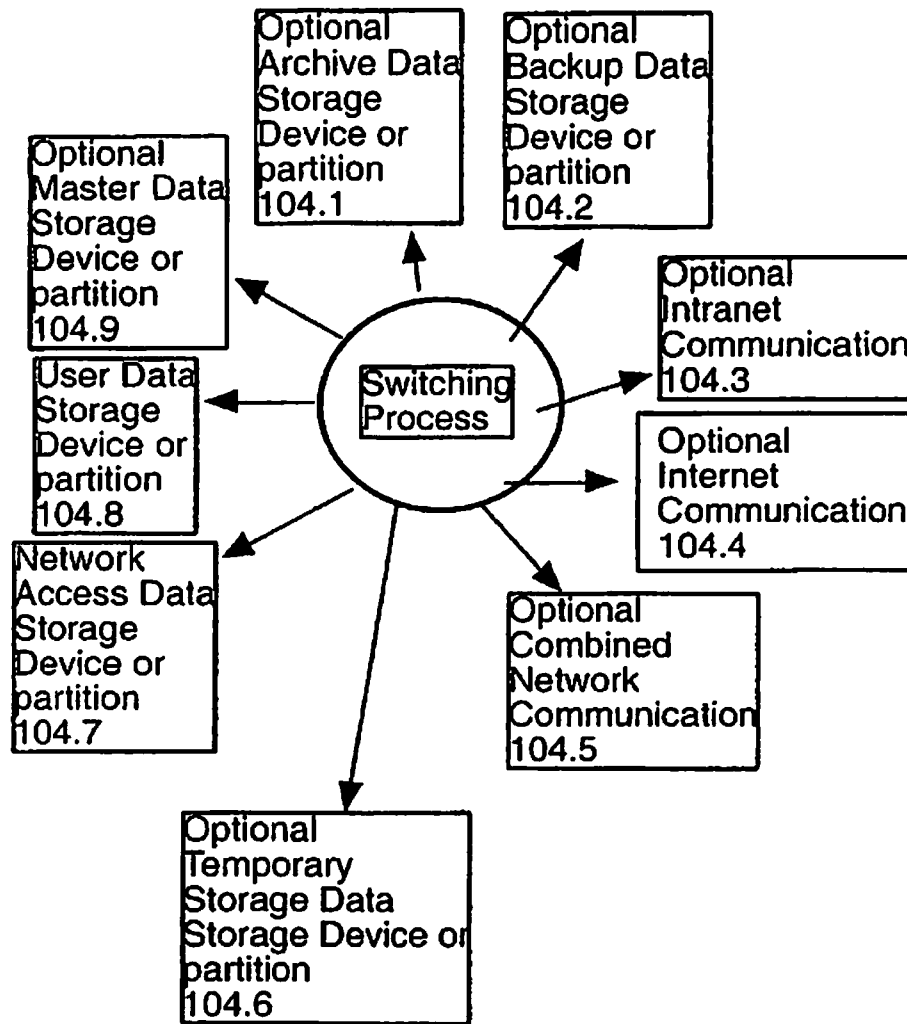 Optional
Archive Data
Storage
Device or
partition
104.1
Optional
Backup Data
Storage
Device or
partition
104.2
Optional
Master Data
Storage
Device or
partition
104.9
Optional
Intranet
Communication
104.3
User Data
Storage
Device or
partition
104.8
Switching
Process
Optional
Internet
Communication
104.4
Network
Access Data
Storage
Device or
partition
104.7
Optional
Combined
Network
Communication
104.5
Optional
Temporary
Storage Data
Storage Device or
partition
104.6